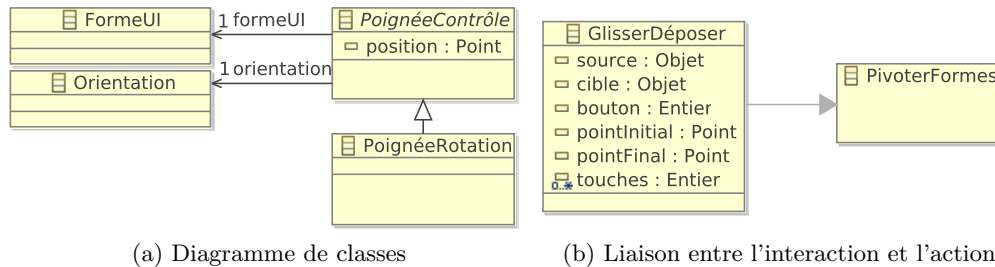 FormeUI
1 formeUI
PoignéeContrôle
position : Point
Orientation
1 orientation
PoignéeRotation
GlisserDéposer
source : Objet
cible : Objet
bouton : Entier
pointInitial : Point
pointFinal : Point
0..* touches : Entier
PivoterFormes
(a) Diagramme de classes
(b) Liaison entre l'interaction et l'action